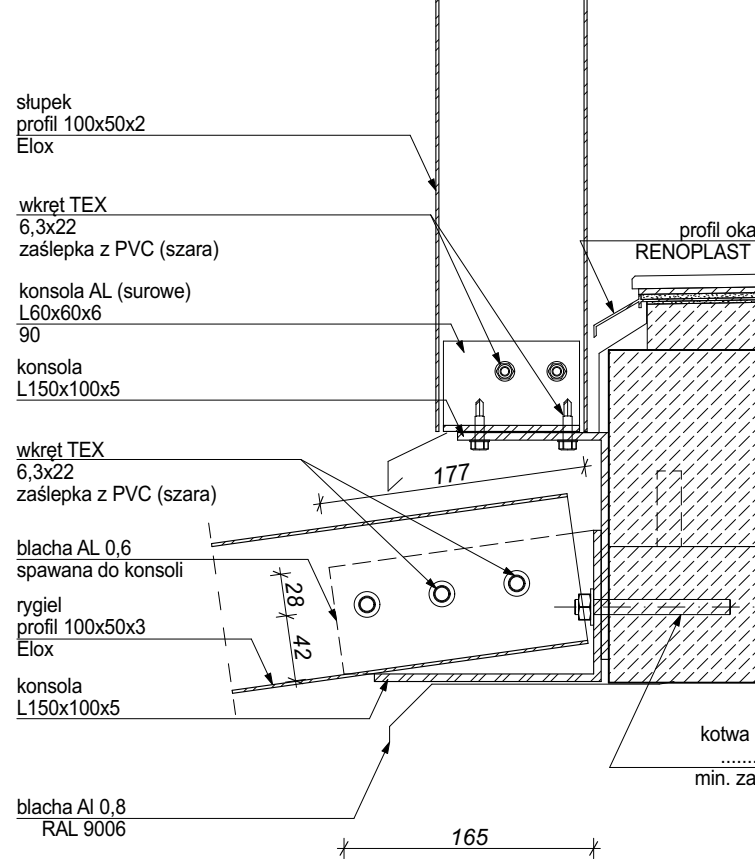 słupek
profil 100x50x2
Elox
wkręt TEX
6,3x22
zaślepka z PVC (szara)
profil oka
RENOPLAST
konsola AL (surowe)
L60x60x6
90
konsola
L150x100x5
wkręt TEX
6,3x22
zaślepka z PVC (szara)
177
blacha AL 0,6
spawana do konsoli
28
42
rygiel
profil 100x50x3
Elox
konsola
L150x100x5
kotwa
........
min. za
blacha Al 0,8
RAL 9006
165